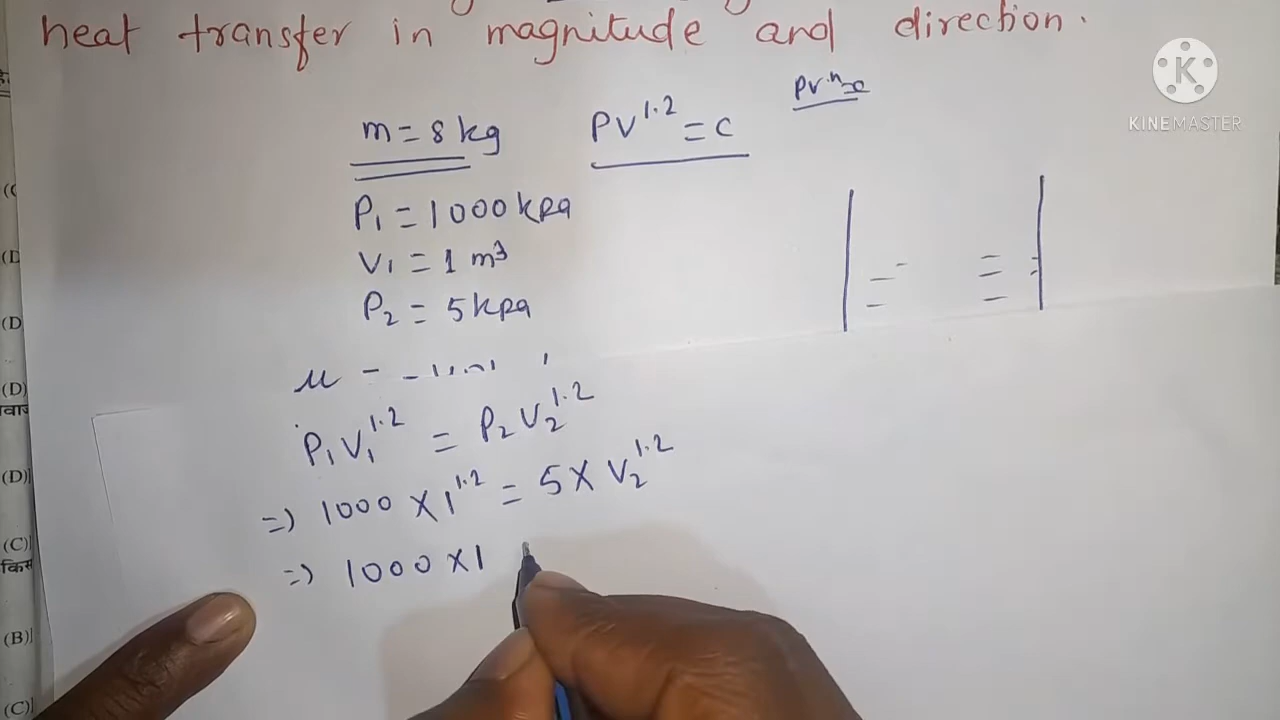 heat transfer in magnitude and direction.
PV.ⁿ=c
KINEMASTER
m = 8 kg PV^1.2 = C
P₁ = 1000 kpa
V₁ = 1 m³
P₂ = 5 kpa
P₁V₁^1.2 = P₂V₂^1.2
=) 1000 X 1^1.2 = 5 X V₂^1.2
=) 1000 X 1
(D)
(D)
(D)
(D)]
(C)]
(B)]
(C)]